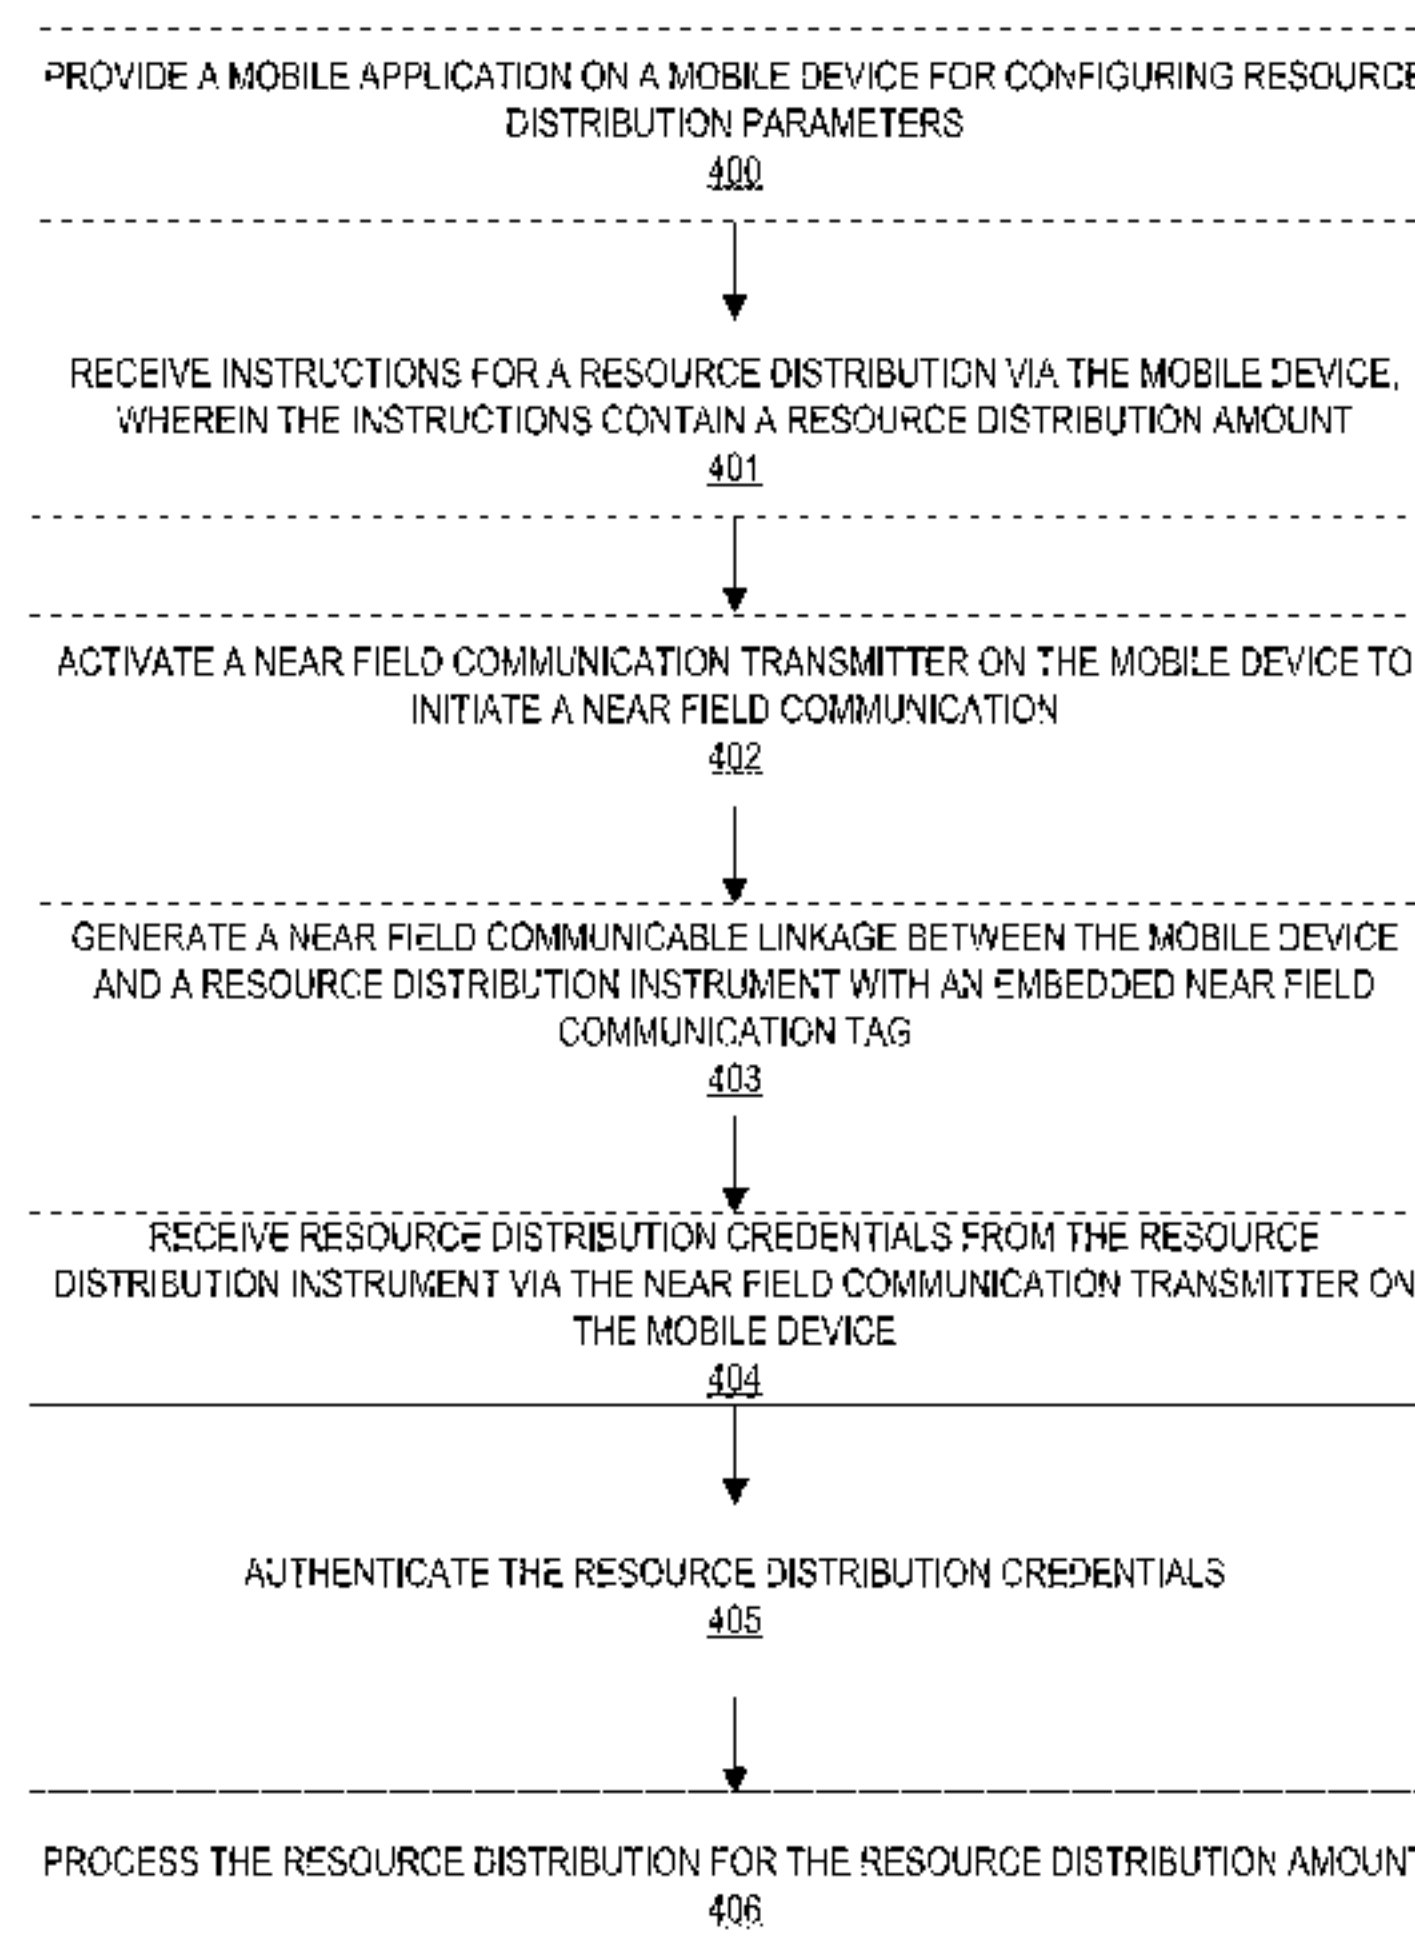 PROVIDE A MOBILE APPLICATION ON A MOBILE DEVICE FOR CONFIGURING RESOURCE
DISTRIBUTION PARAMETERS
400
RECEIVE INSTRUCTIONS FOR A RESOURCE DISTRIBUTION VIA THE MOBILE DEVICE,
WHEREIN THE INSTRUCTIONS CONTAIN A RESOURCE DISTRIBUTION AMOUNT
401
ACTIVATE A NEAR FIELD COMMUNICATION TRANSMITTER ON THE MOBILE DEVICE TO
INITIATE A NEAR FIELD COMMUNICATION
402
GENERATE A NEAR FIELD COMMUNICABLE LINKAGE BETWEEN THE MOBILE DEVICE
AND A RESOURCE DISTRIBUTION INSTRUMENT WITH AN EMBEDDED NEAR FIELD
COMMUNICATION TAG
403
RECEIVE RESOURCE DISTRIBUTION CREDENTIALS FROM THE RESOURCE
DISTRIBUTION INSTRUMENT VIA THE NEAR FIELD COMMUNICATION TRANSMITTER ON
THE MOBILE DEVICE
404
AUTHENTICATE THE RESOURCE DISTRIBUTION CREDENTIALS
405
PROCESS THE RESOURCE DISTRIBUTION FOR THE RESOURCE DISTRIBUTION AMOUNT
406